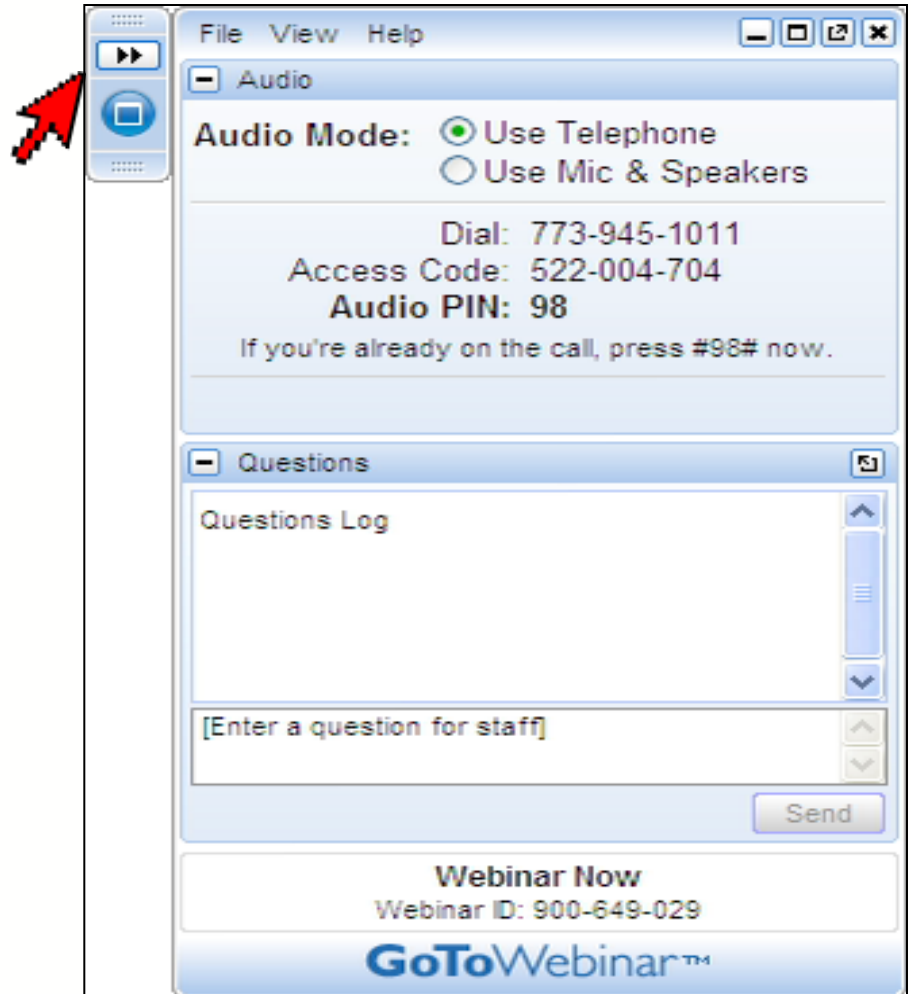 File View Help
Audio
Audio Mode: Use Telephone
Use Mic & Speakers
Dial: 773-945-1011
Access Code: 522-004-704
Audio PIN: 98
If you're already on the call, press #98# now.
Questions
Questions Log
[Enter a question for staff]
Send
Webinar Now
Webinar ID: 900-649-029
GoToWebinar™